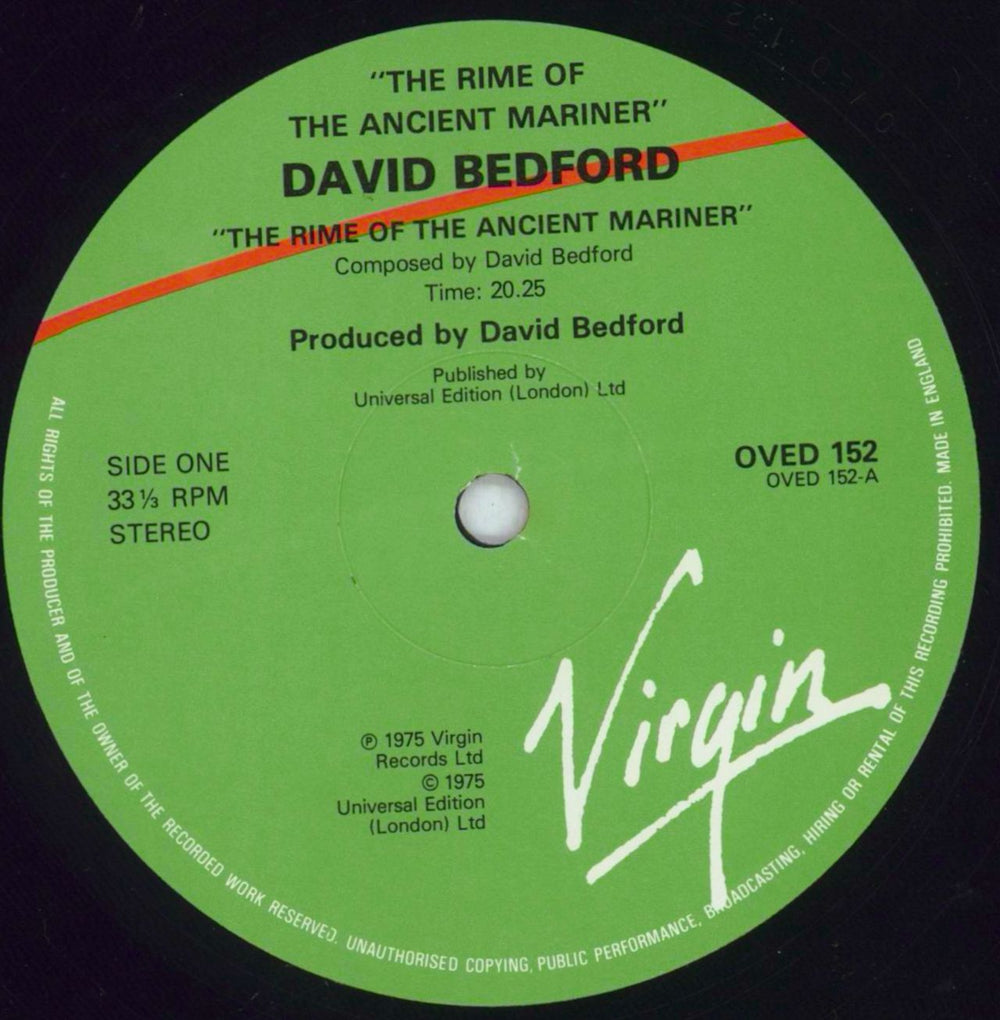 "THE RIME OF
THE ANCIENT MARINER"
DAVID BEDFORD
"THE RIME OF THE ANCIENT MARINER"
Composed by David Bedford
Time: 20.25
Produced by David Bedford
Published by
Universal Edition (London) Ltd
SIDE ONE
33⅓ RPM
STEREO
OVED 152
OVED 152-A
Virgin
℗ 1975 Virgin
Records Ltd
© 1975
Universal Edition
(London) Ltd
ALL RIGHTS OF THE PRODUCER AND OF THE OWNER OF THE RECORDED WORK RESERVED. UNAUTHORISED COPYING, PUBLIC PERFORMANCE, BROADCASTING, HIRING OR RENTAL OF THIS RECORDING PROHIBITED. MADE IN ENGLAND